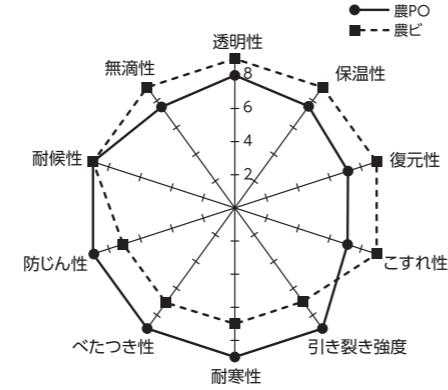 農PO
農ビ
透明性
保温性
復元性
こすれ性
引き裂き強度
耐寒性
べたつき性
防じん性
耐候性
無滴性
8
6
4
2